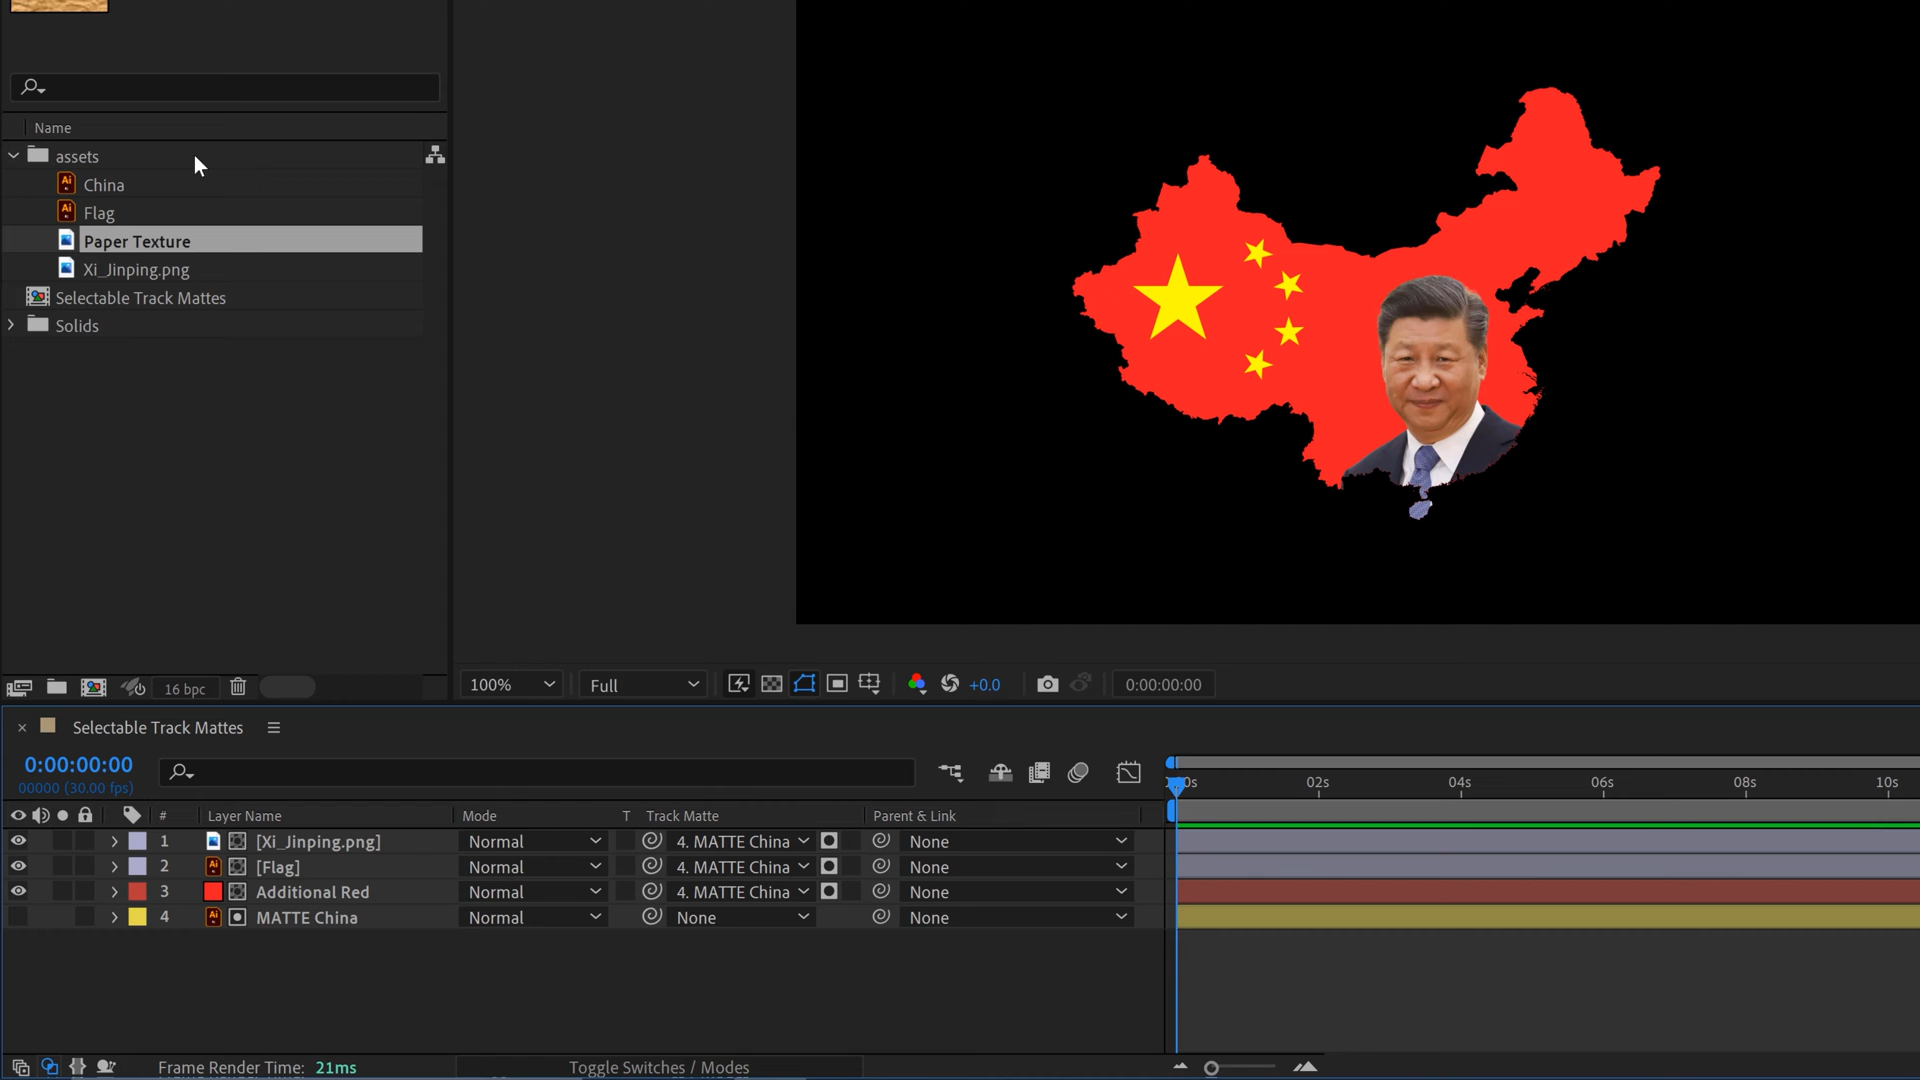 Name
assets
China
Flag
Paper Texture
Xi_Jinping.png
Selectable Track Mattes
Solids
16 bpc
100% Full +0.0 0:00:00:00
Selectable Track Mattes
0:00:00:00
00000 (30.00 fps)
02s 04s 06s 08s 10s
# Layer Name Mode T Track Matte Parent & Link
1 [Xi_Jinping.png] Normal 4. MATTE China None
2 Ai [Flag] Normal 4. MATTE China None
3 Additional Red Normal 4. MATTE China None
4 Ai MATTE China Normal None None
Frame Render Time: 21ms Toggle Switches / Modes